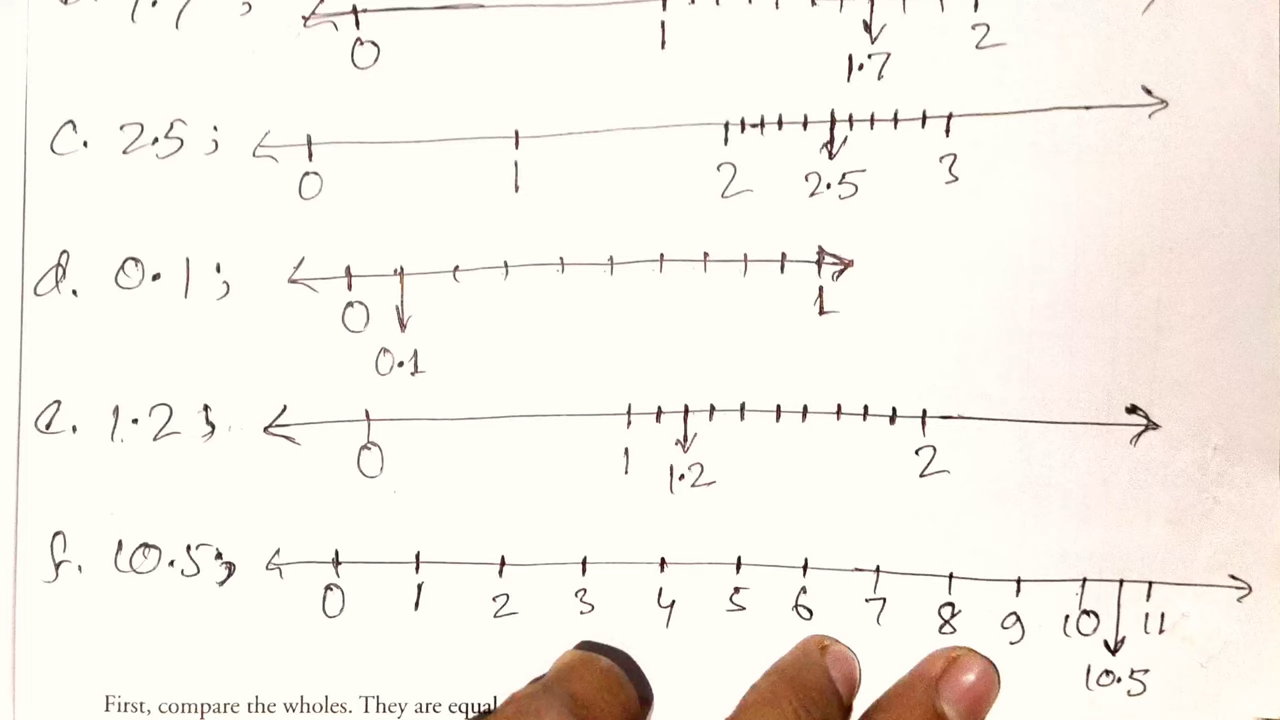 1.7 ;
0 1 1.7 2
c. 2.5 ;
0 1 2 2.5 3
d. 0.1 ;
0 0.1 1
e. 1.2 ;
0 1 1.2 2
f. 10.5 ;
0 1 2 3 4 5 6 7 8 9 10 11
10.5
First, compare the wholes. They are equal